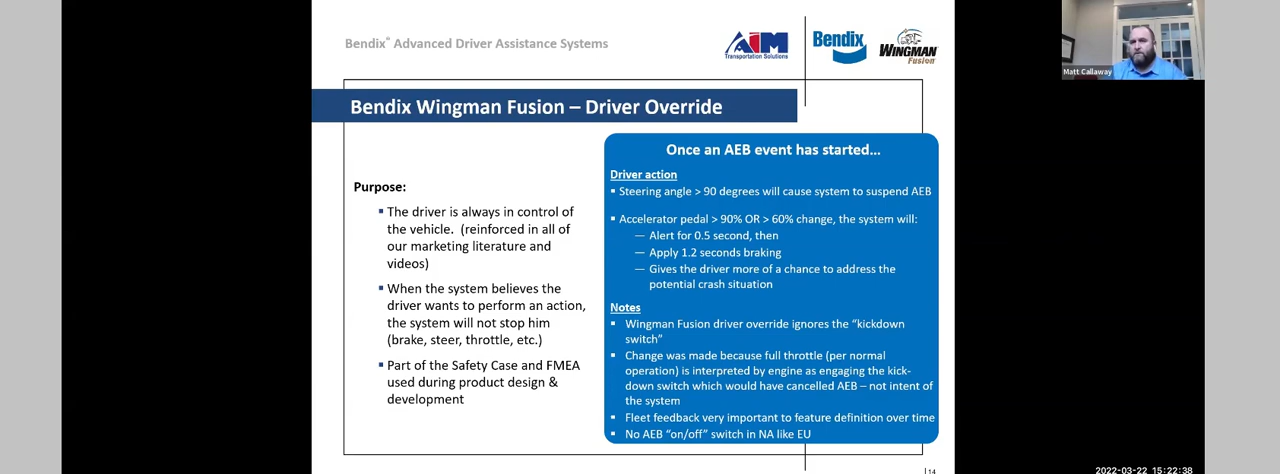 Bendix® Advanced Driver Assistance Systems
AIM
Transportation Solutions
Bendix
WINGMAN
Fusion
Matt Callaway
Bendix Wingman Fusion – Driver Override
Purpose:
▪ The driver is always in control of
the vehicle. (reinforced in all of
our marketing literature and
videos)
▪ When the system believes the
driver wants to perform an action,
the system will not stop him
(brake, steer, throttle, etc.)
▪ Part of the Safety Case and FMEA
used during product design &
development
Once an AEB event has started…
Driver action
▪ Steering angle > 90 degrees will cause system to suspend AEB
▪ Accelerator pedal > 90% OR > 60% change, the system will:
— Alert for 0.5 second, then
— Apply 1.2 seconds braking
— Gives the driver more of a chance to address the
potential crash situation
Notes
▪ Wingman Fusion driver override ignores the “kickdown
switch”
▪ Change was made because full throttle (per normal
operation) is interpreted by engine as engaging the kick-
down switch which would have cancelled AEB – not intent of
the system
▪ Fleet feedback very important to feature definition over time
▪ No AEB “on/off” switch in NA like EU
14
2022-03-22 15:22:38